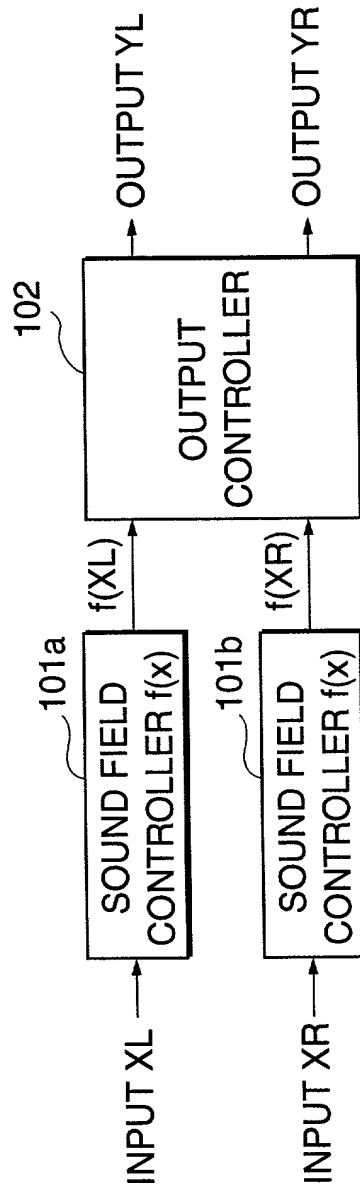 INPUT XL
101a
SOUND FIELD
CONTROLLER f(x)
f(XL)
102
OUTPUT
CONTROLLER
OUTPUT YL
INPUT XR
101b
SOUND FIELD
CONTROLLER f(x)
f(XR)
OUTPUT YR